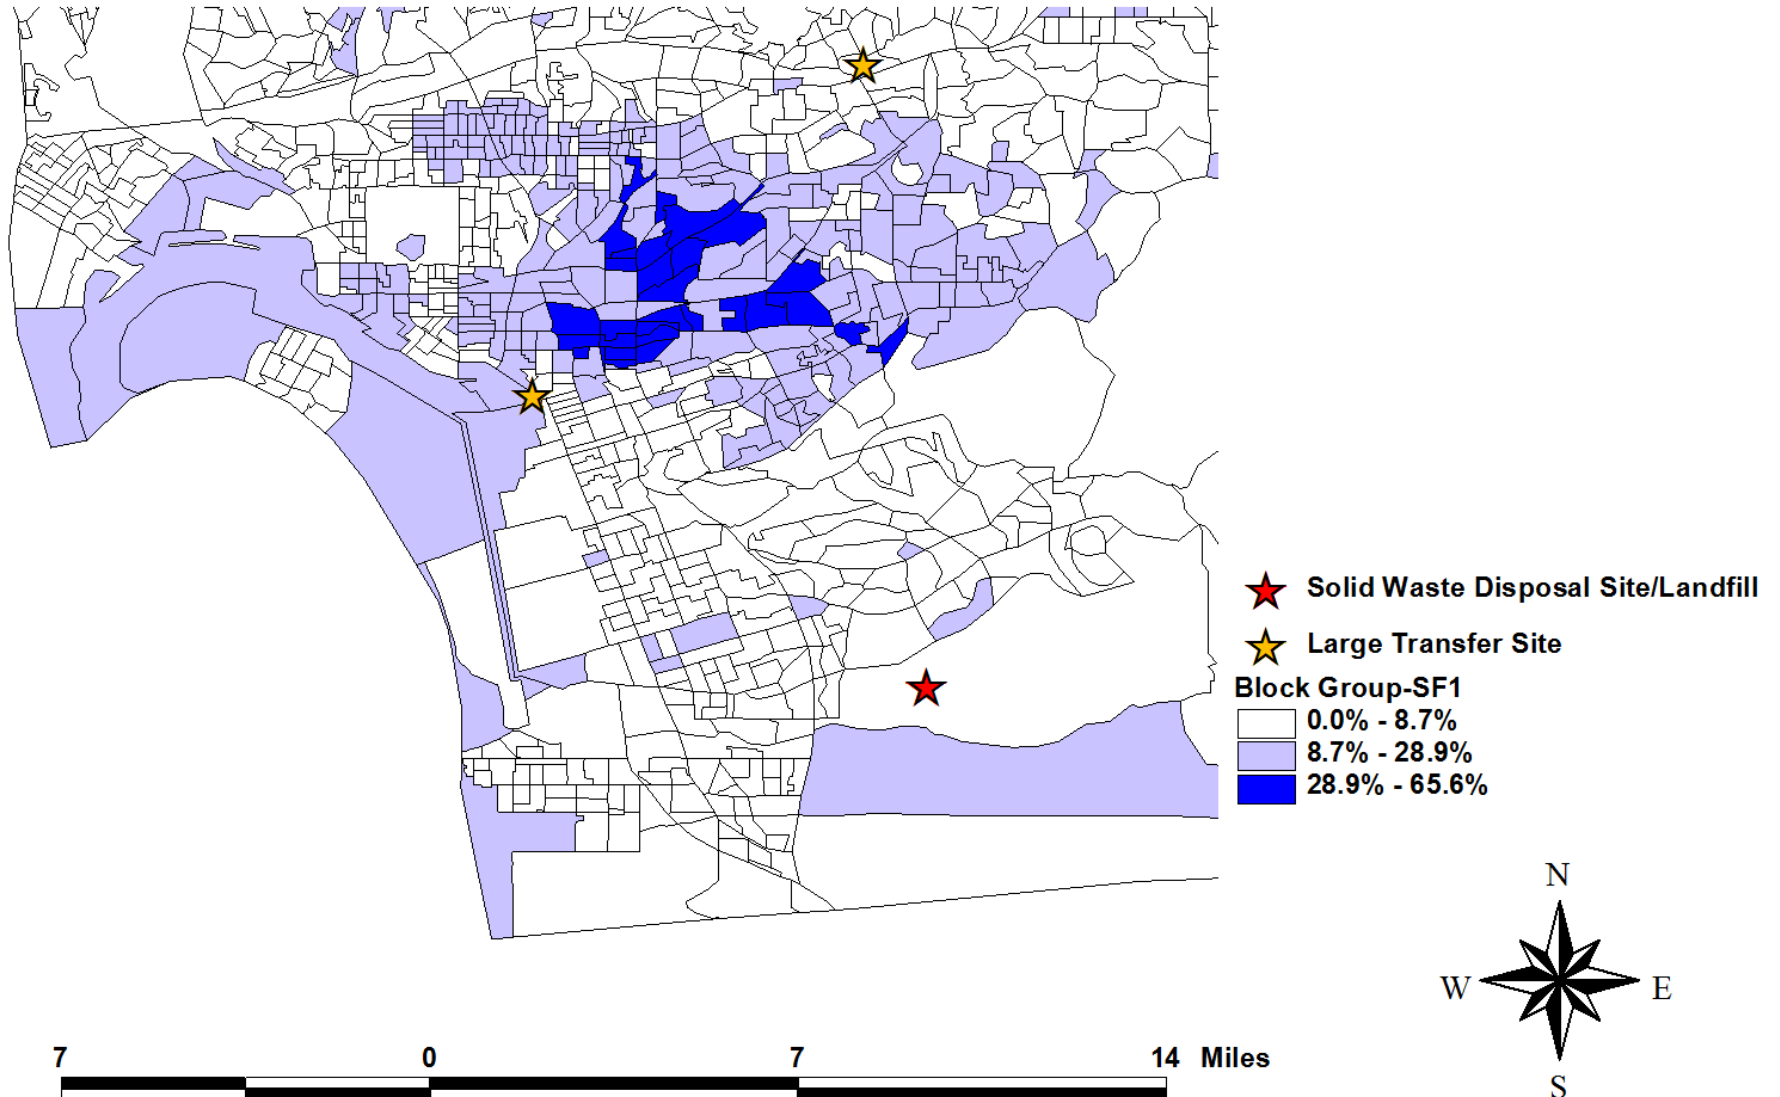 Solid Waste Disposal Site/Landfill
Large Transfer Site
Block Group-SF1
0.0% - 8.7%
8.7% - 28.9%
28.9% - 65.6%
N
W E
S
7 0 7 14 Miles